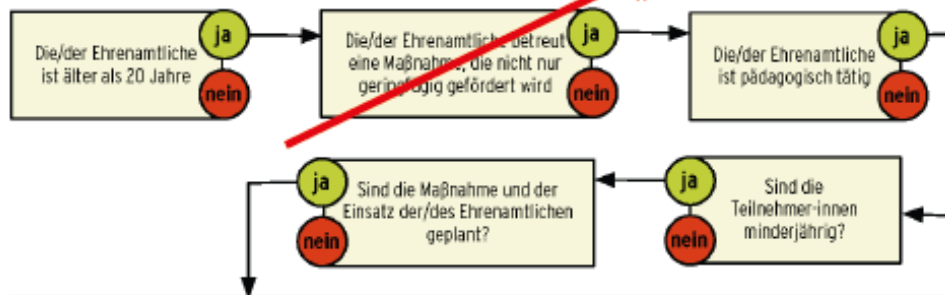 Die/der Ehrenamtliche
ist älter als 20 Jahre
ja
nein
Die/der Ehrenamtliche betreut
eine Maßnahme, die nicht nur
geringfügig gefördert wird
ja
nein
Die/der Ehrenamtliche
ist pädagogisch tätig
ja
nein
Sind die
Teilnehmer·innen
minderjährig?
ja
nein
Sind die Maßnahme und der
Einsatz der/des Ehrenamtlichen
geplant?
ja
nein